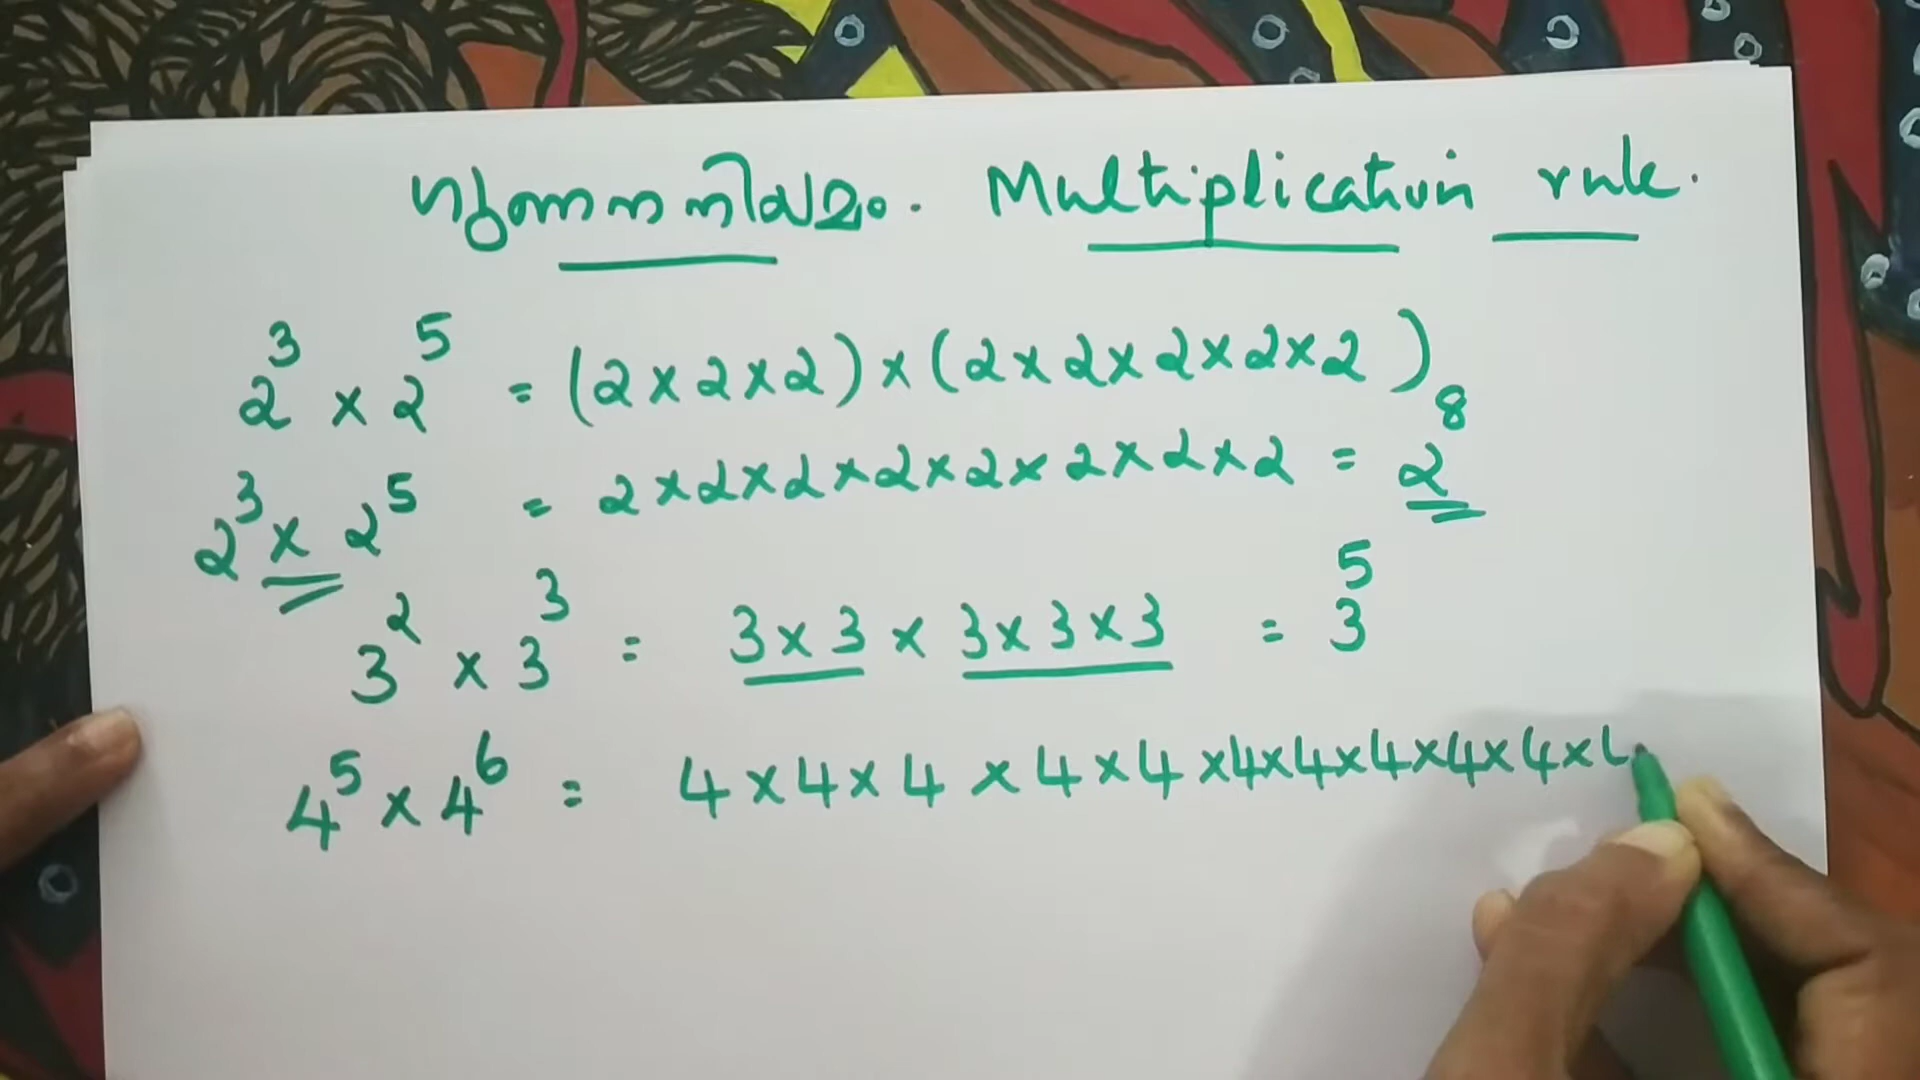 ഗുണന നിയമം. Multiplication rule.
2³ × 2⁵ = (2×2×2)×(2×2×2×2×2)
2³ × 2⁵ = 2×2×2×2×2×2×2×2 = 2⁸
3² × 3³ = 3×3 × 3×3×3 = 3⁵
4⁵ × 4⁶ = 4×4×4×4×4×4×4×4×4×4×4